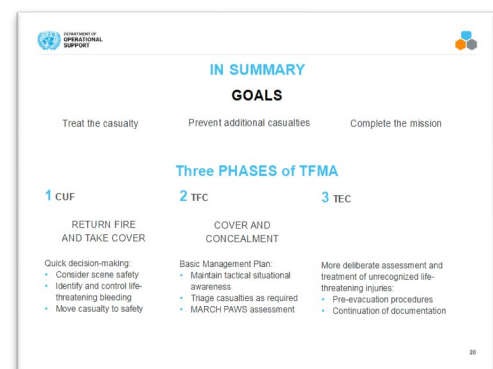 DEPARTMENT OF
OPERATIONAL
SUPPORT
IN SUMMARY
GOALS
Treat the casualty
Prevent additional casualties
Complete the mission
Three PHASES of TFMA
1 CUF
RETURN FIRE
AND TAKE COVER
Quick decision-making:
• Consider scene safety
• Identify and control life-
threatening bleeding
• Move casualty to safety
2 TFC
COVER AND
CONCEALMENT
Basic Management Plan:
• Maintain tactical situational
awareness
• Triage casualties as required
• MARCH PAWS assessment
3 TEC
More deliberate assessment and
treatment of unrecognized life-
threatening injuries:
• Pre-evacuation procedures
• Continuation of documentation
20